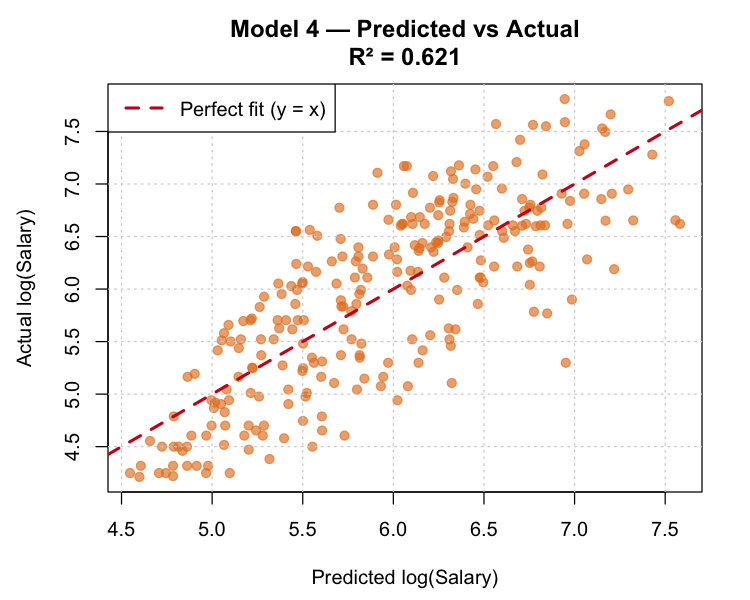 Model 4 — Predicted vs Actual
R² = 0.621
Perfect fit (y = x)
Actual log(Salary)
7.5
7.0
6.5
6.0
5.5
5.0
4.5
4.5 5.0 5.5 6.0 6.5 7.0 7.5
Predicted log(Salary)